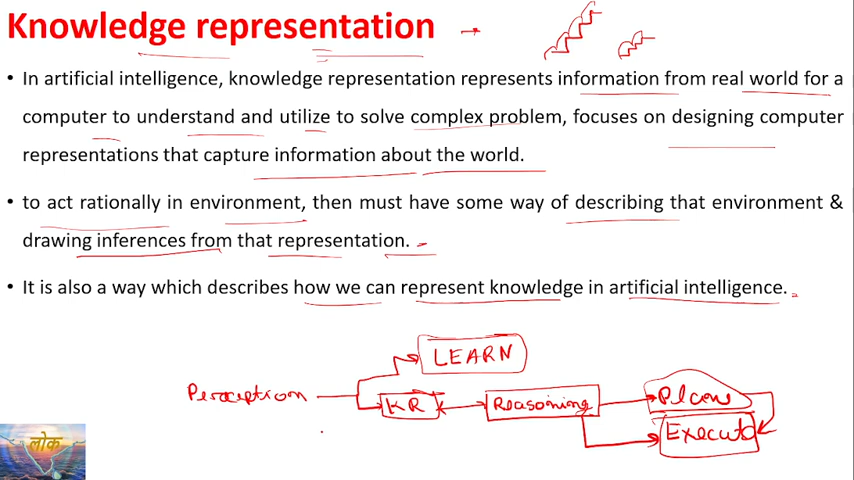 Knowledge representation
• In artificial intelligence, knowledge representation represents information from real world for a
computer to understand and utilize to solve complex problem, focuses on designing computer
representations that capture information about the world.
• to act rationally in environment, then must have some way of describing that environment &
drawing inferences from that representation.
• It is also a way which describes how we can represent knowledge in artificial intelligence.
LEARN
Perception
KR
Reasoning
Plans
Execute
लोक